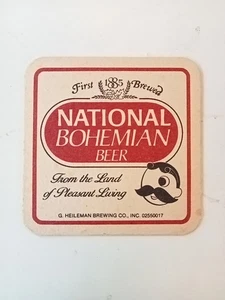 First 1885 Brewed
NATIONAL
BOHEMIAN
BEER
From the Land
of Pleasant Living
G. HEILEMAN BREWING CO., INC. 02550017